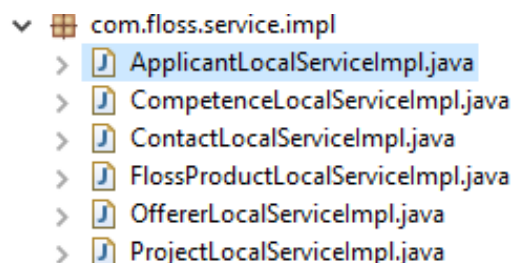 com.floss.service.impl
ApplicantLocalServiceImpl.java
CompetenceLocalServiceImpl.java
ContactLocalServiceImpl.java
FlossProductLocalServiceImpl.java
OffererLocalServiceImpl.java
ProjectLocalServiceImpl.java